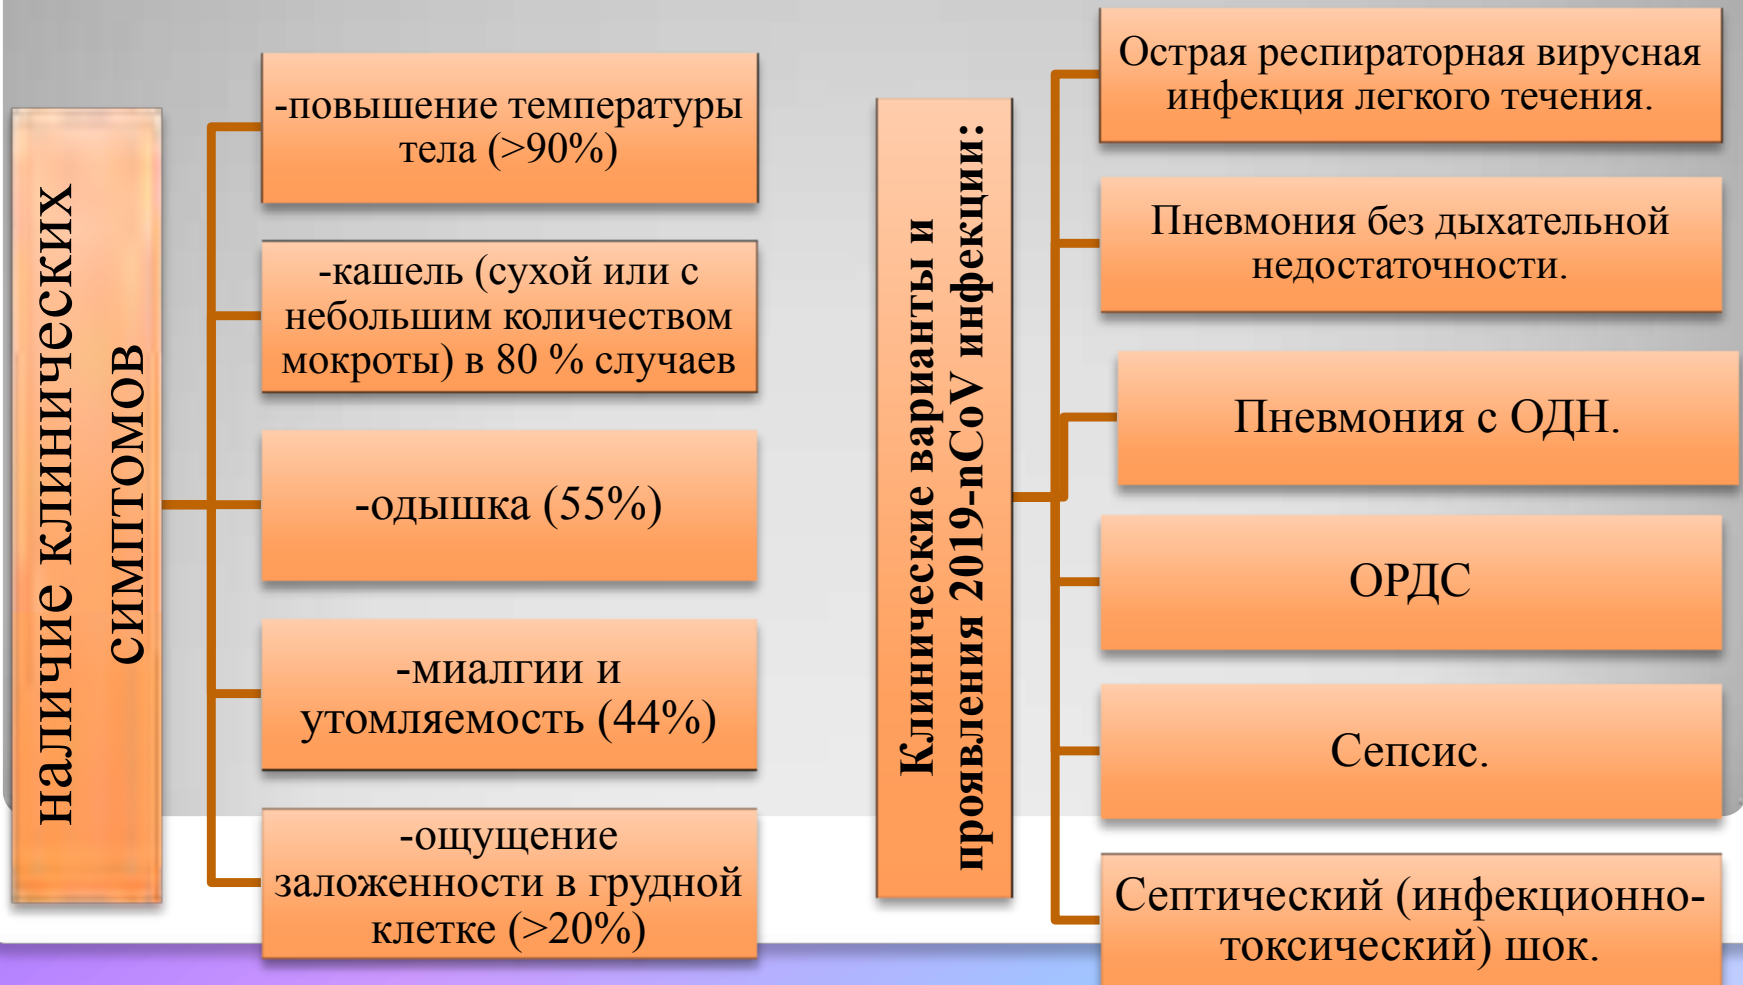 наличие клинических
симптомов
-повышение температуры
тела (>90%)
-кашель (сухой или с
небольшим количеством
мокроты) в 80 % случаев
-одышка (55%)
-миалгии и
утомляемость (44%)
-ощущение
заложенности в грудной
клетке (>20%)
Клинические варианты и
проявления 2019-nCoV инфекции:
Острая респираторная вирусная
инфекция легкого течения.
Пневмония без дыхательной
недостаточности.
Пневмония с ОДН.
ОРДС
Сепсис.
Септический (инфекционно-
токсический) шок.